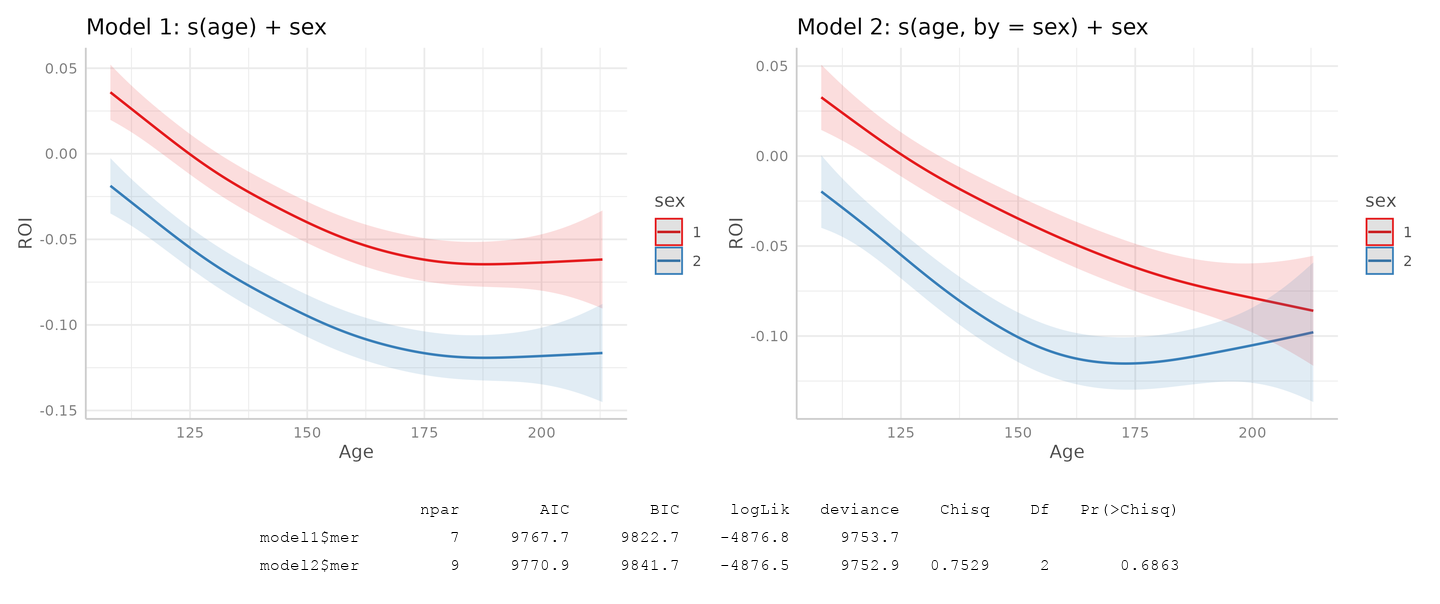 Model 1: s(age) + sex
0.05
0.00
-0.05
-0.10
-0.15
ROI
125 150 175 200
Age
sex
1
2
Model 2: s(age, by = sex) + sex
0.05
0.00
-0.05
-0.10
ROI
125 150 175 200
Age
sex
1
2
npar AIC BIC logLik deviance Chisq Df Pr(>Chisq)
model1$mer 7 9767.7 9822.7 -4876.8 9753.7
model2$mer 9 9770.9 9841.7 -4876.5 9752.9 0.7529 2 0.6863